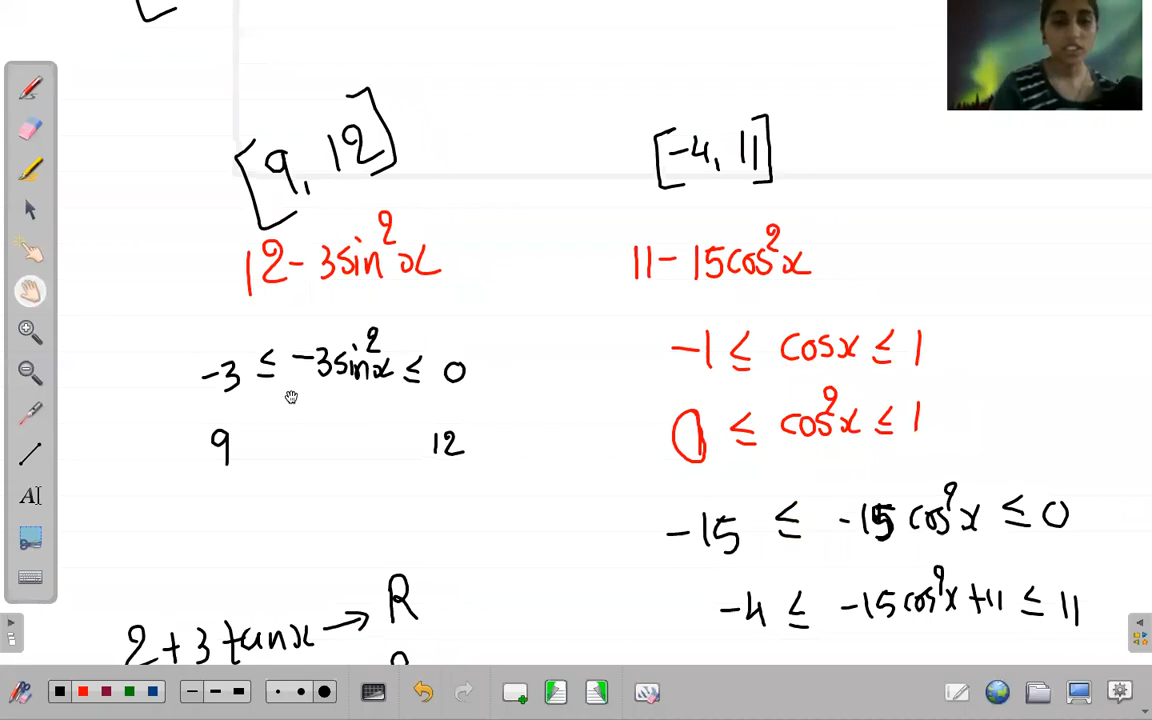 [9, 12]
12-3sin²x
-3 ≤ -3sin²x ≤ 0
9 12
2+3tanx → R
[-4, 11]
11-15cos²x
-1 ≤ cosx ≤ 1
0 ≤ cos²x ≤ 1
-15 ≤ -15cos²x ≤ 0
-4 ≤ -15cos²x+11 ≤ 11